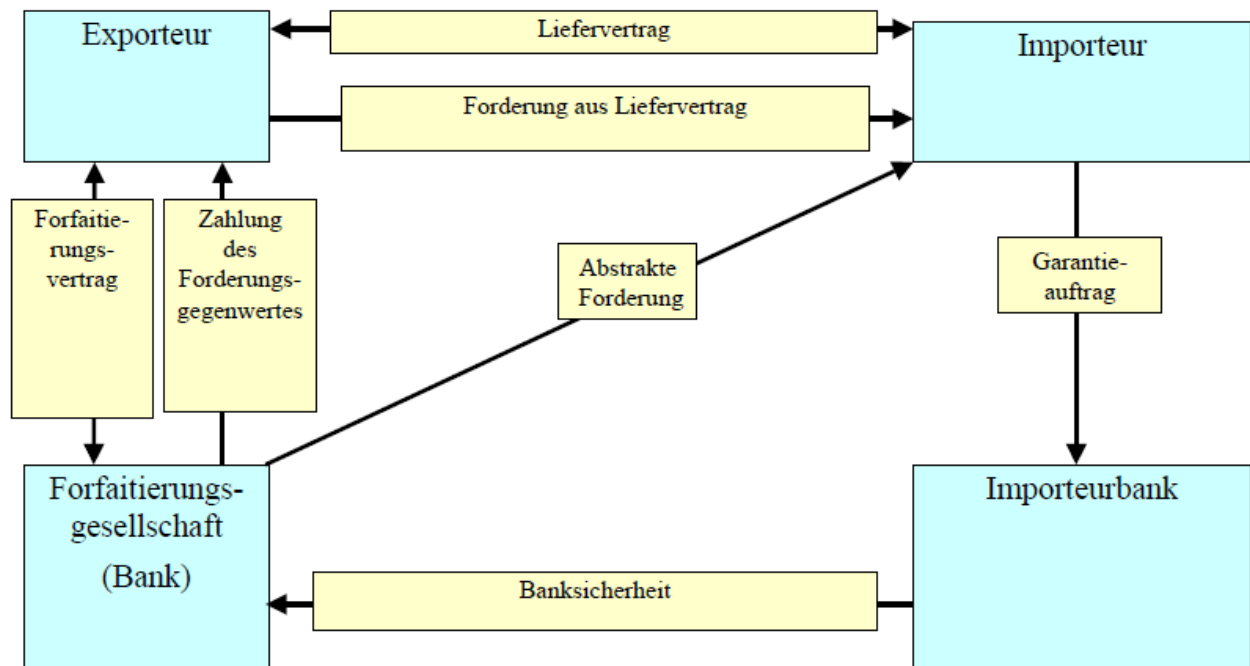 Exporteur
Liefervertrag
Importeur
Forderung aus Liefervertrag
Forfaitie-
rungs-
vertrag
Zahlung
des
Forderungs-
gegenwertes
Abstrakte
Forderung
Garantie-
auftrag
Forfaitierungs-
gesellschaft
(Bank)
Importeurbank
Banksicherheit